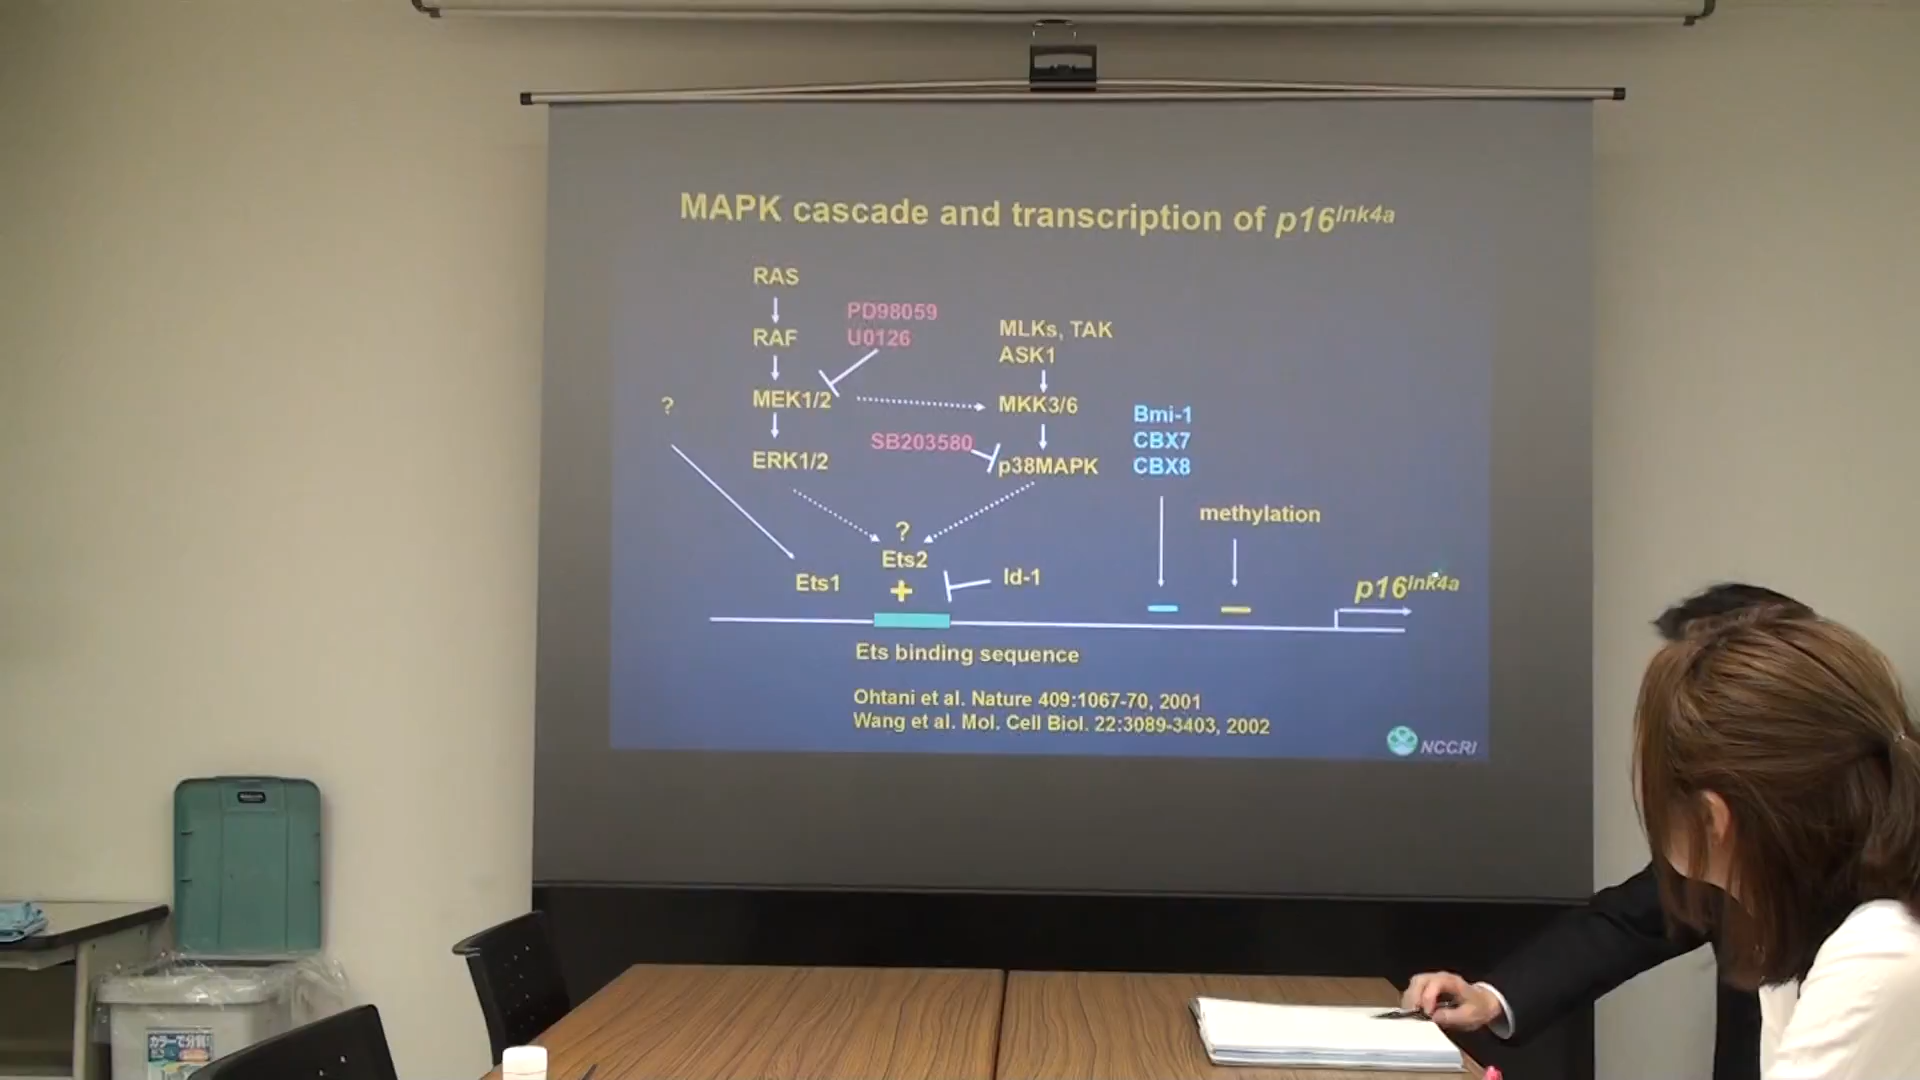 MAPK cascade and transcription of p16Ink4a
RAS
RAF
MEK1/2
ERK1/2
PD98059
U0126
MLKs, TAK
ASK1
MKK3/6
SB203580
p38MAPK
Bmi-1
CBX7
CBX8
methylation
?
?
Ets1
Ets2
+
Id-1
p16Ink4a
Ets binding sequence
Ohtani et al. Nature 409:1067-70, 2001
Wang et al. Mol. Cell Biol. 22:3089-3403, 2002
NCCRI
カラーで分別!